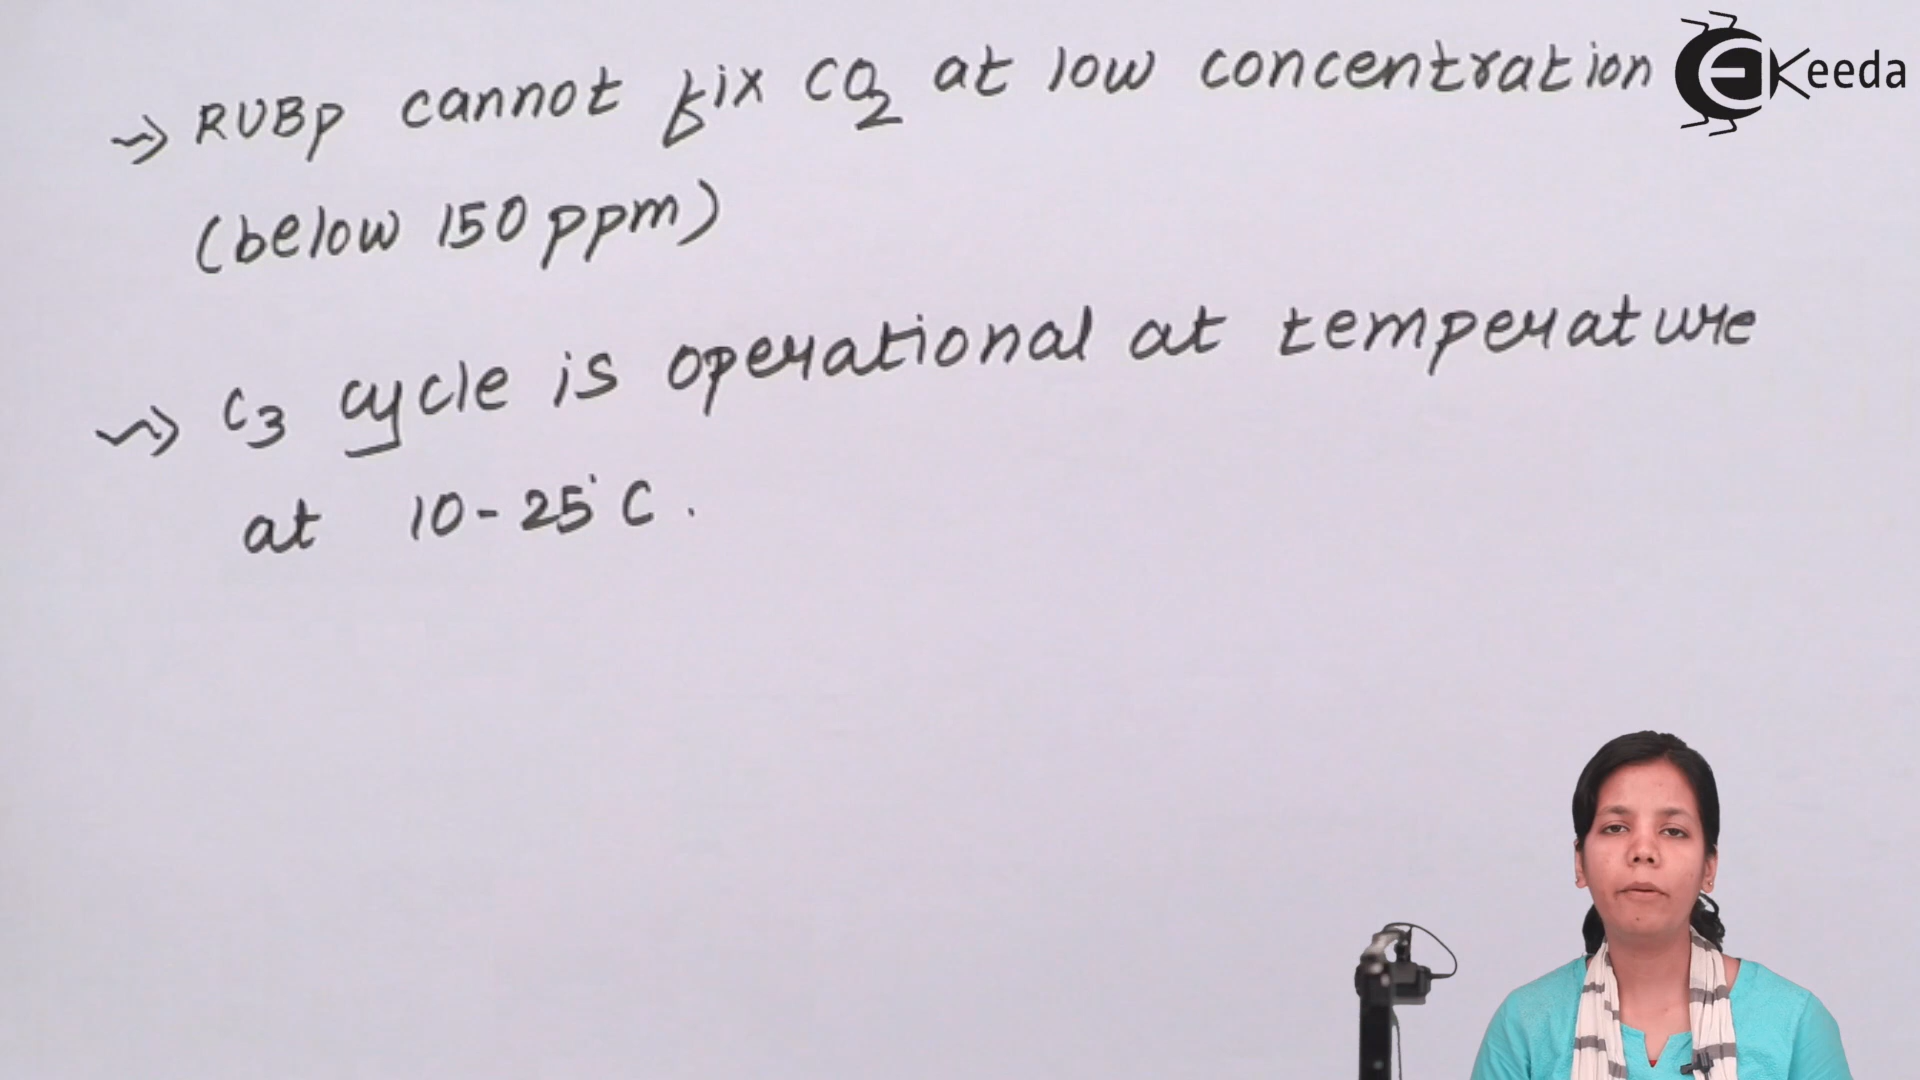 → RUBP cannot fix CO₂ at low concentration
(below 150 ppm)
→ C₃ cycle is operational at temperature
at 10-25°C.
EKeeda